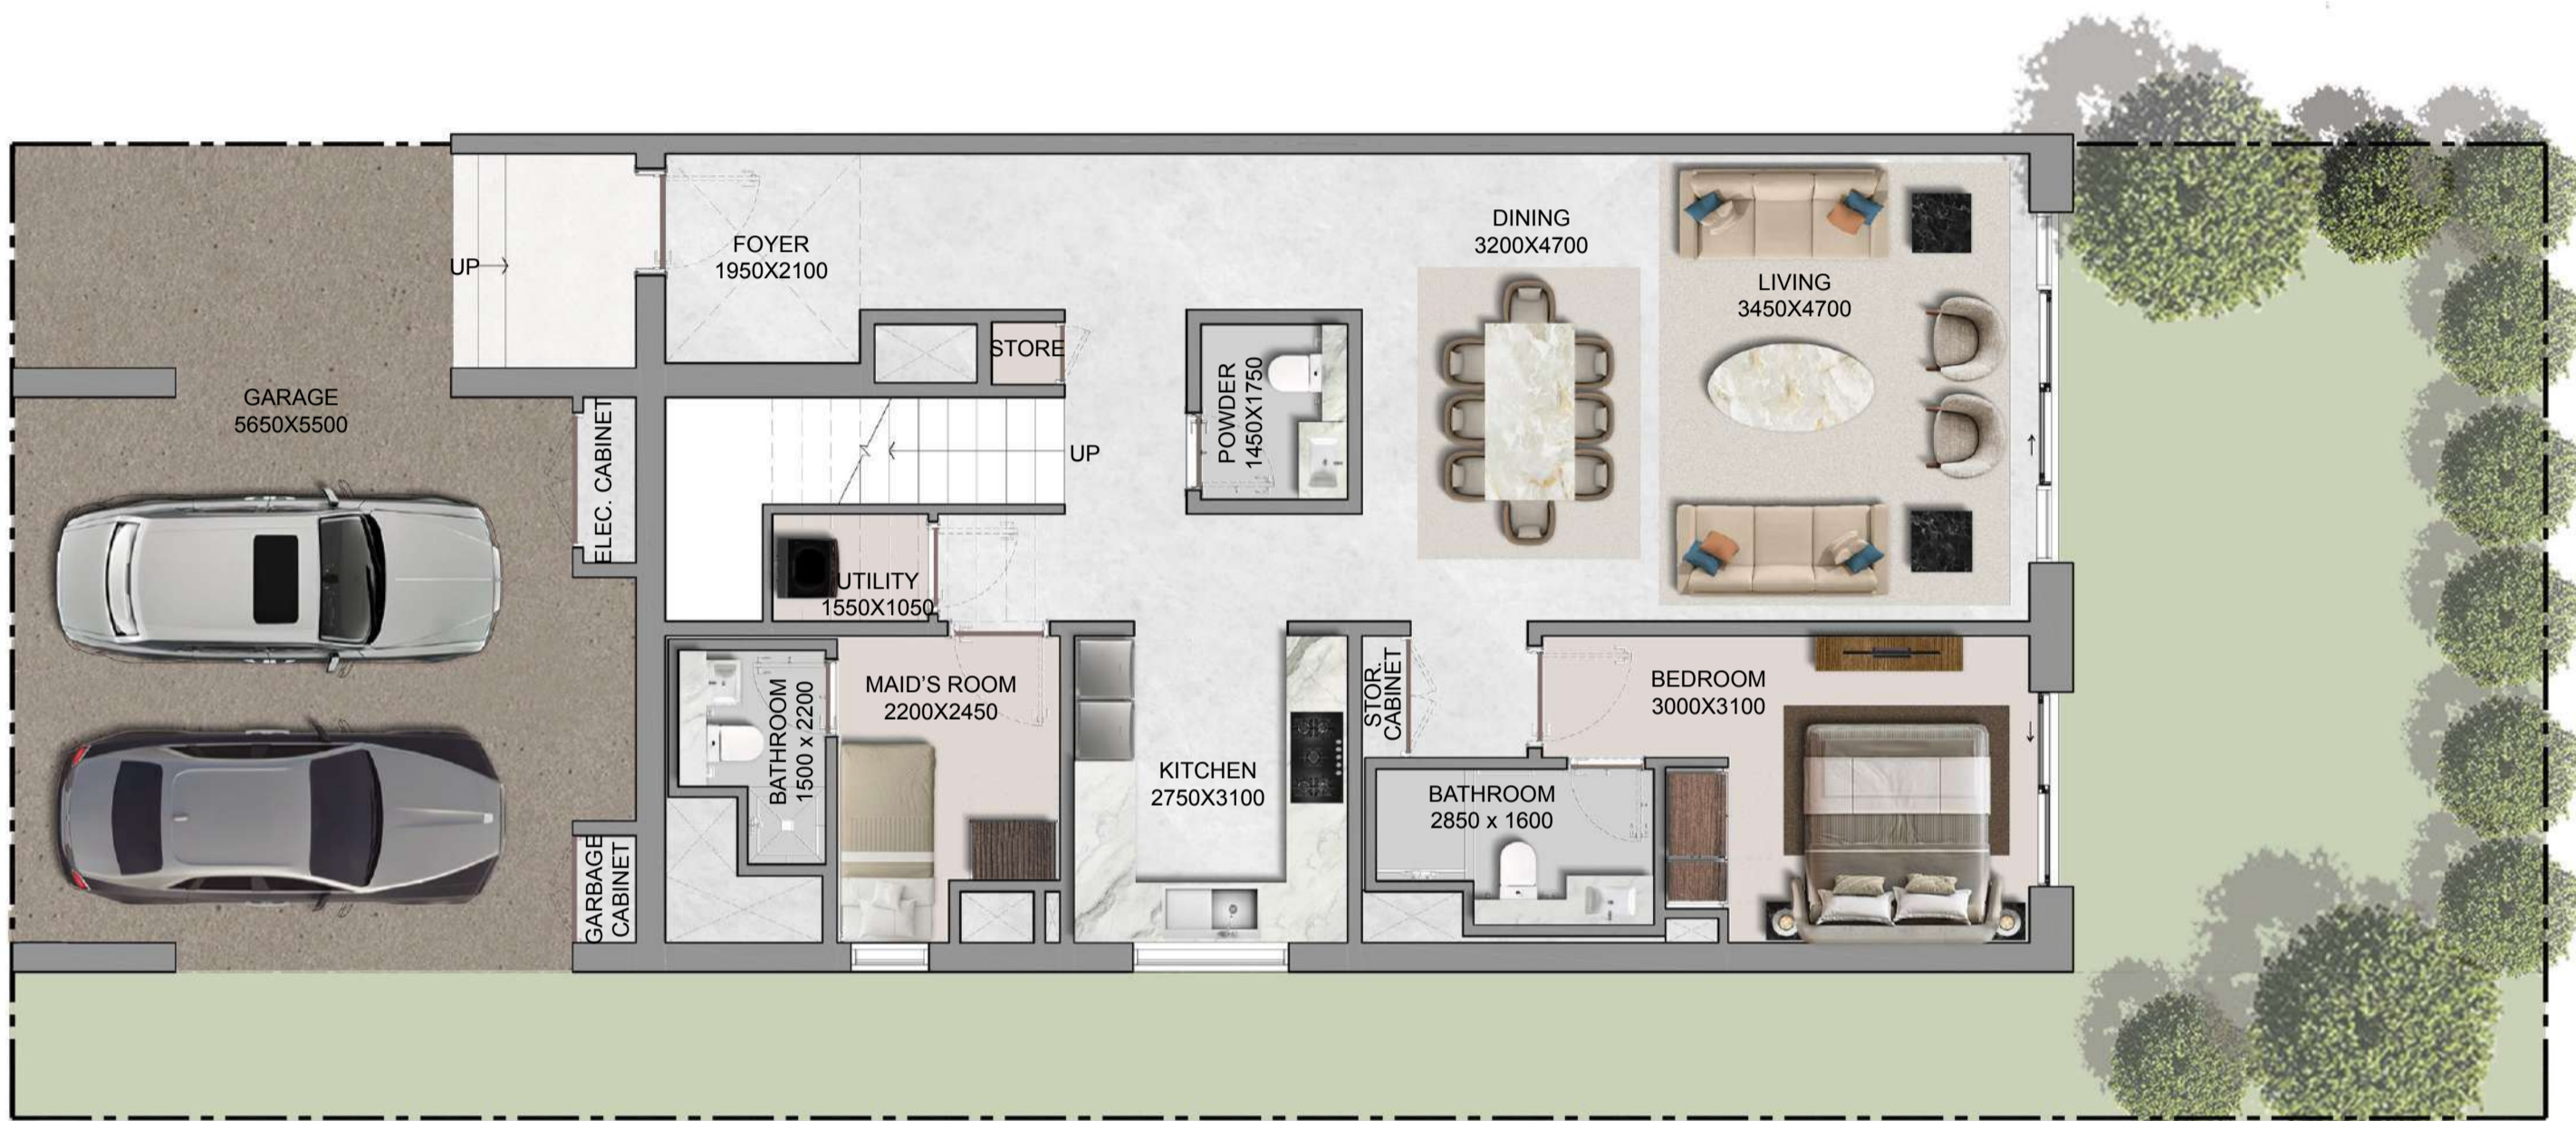 DINING
3200X4700
FOYER
1950X2100
UP
LIVING
3450X4700
STORE
GARAGE
5650X5500
POWDER
1450X1750
ELEC. CABINET
UP
UTILITY
1550X1050
MAID'S ROOM
2200X2450
BATHROOM
1500 x 2200
STOR.
CABINET
BEDROOM
3000X3100
KITCHEN
2750X3100
BATHROOM
2850 x 1600
GARBAGE
CABINET